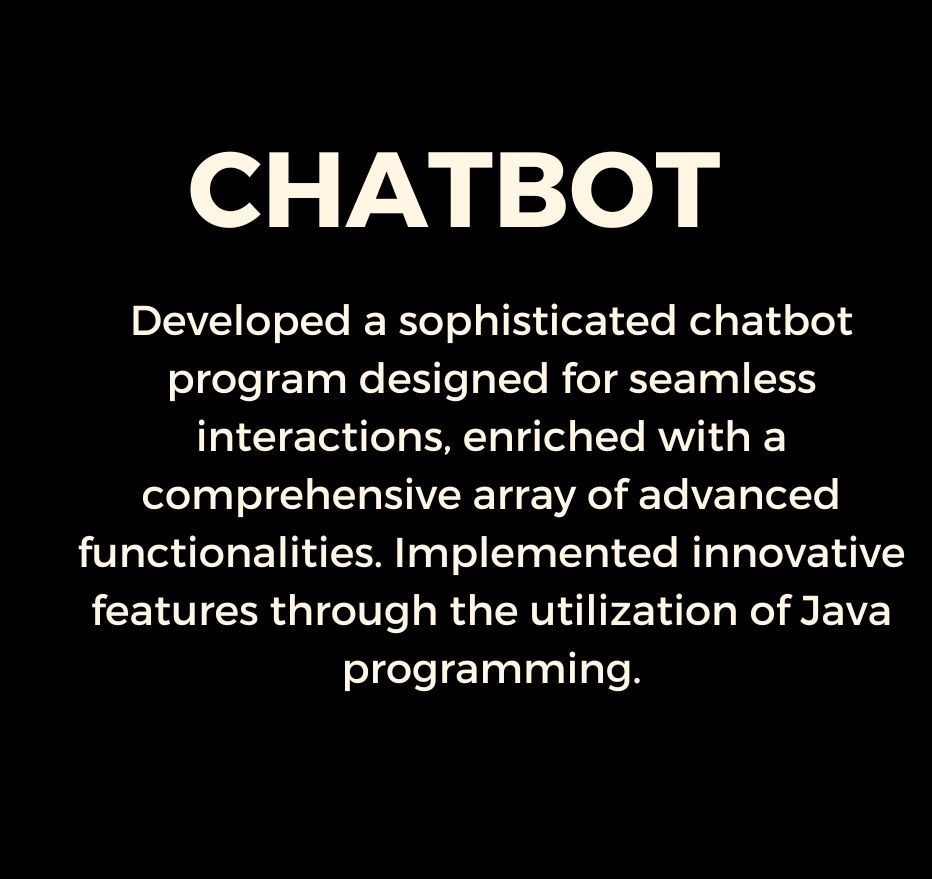 CHATBOT
Developed a sophisticated chatbot
program designed for seamless
interactions, enriched with a
comprehensive array of advanced
functionalities. Implemented innovative
features through the utilization of Java
programming.